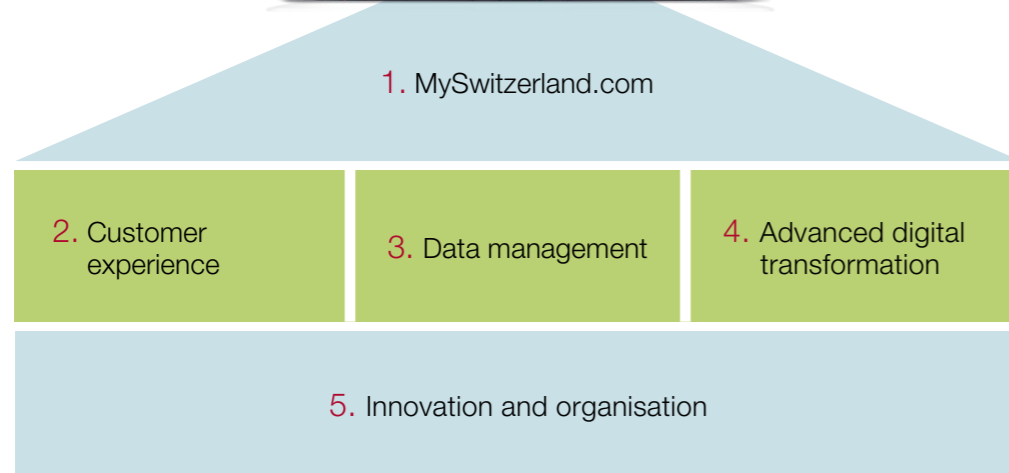 1. MySwitzerland.com
2. Customer
experience
3. Data management
4. Advanced digital
transformation
5. Innovation and organisation